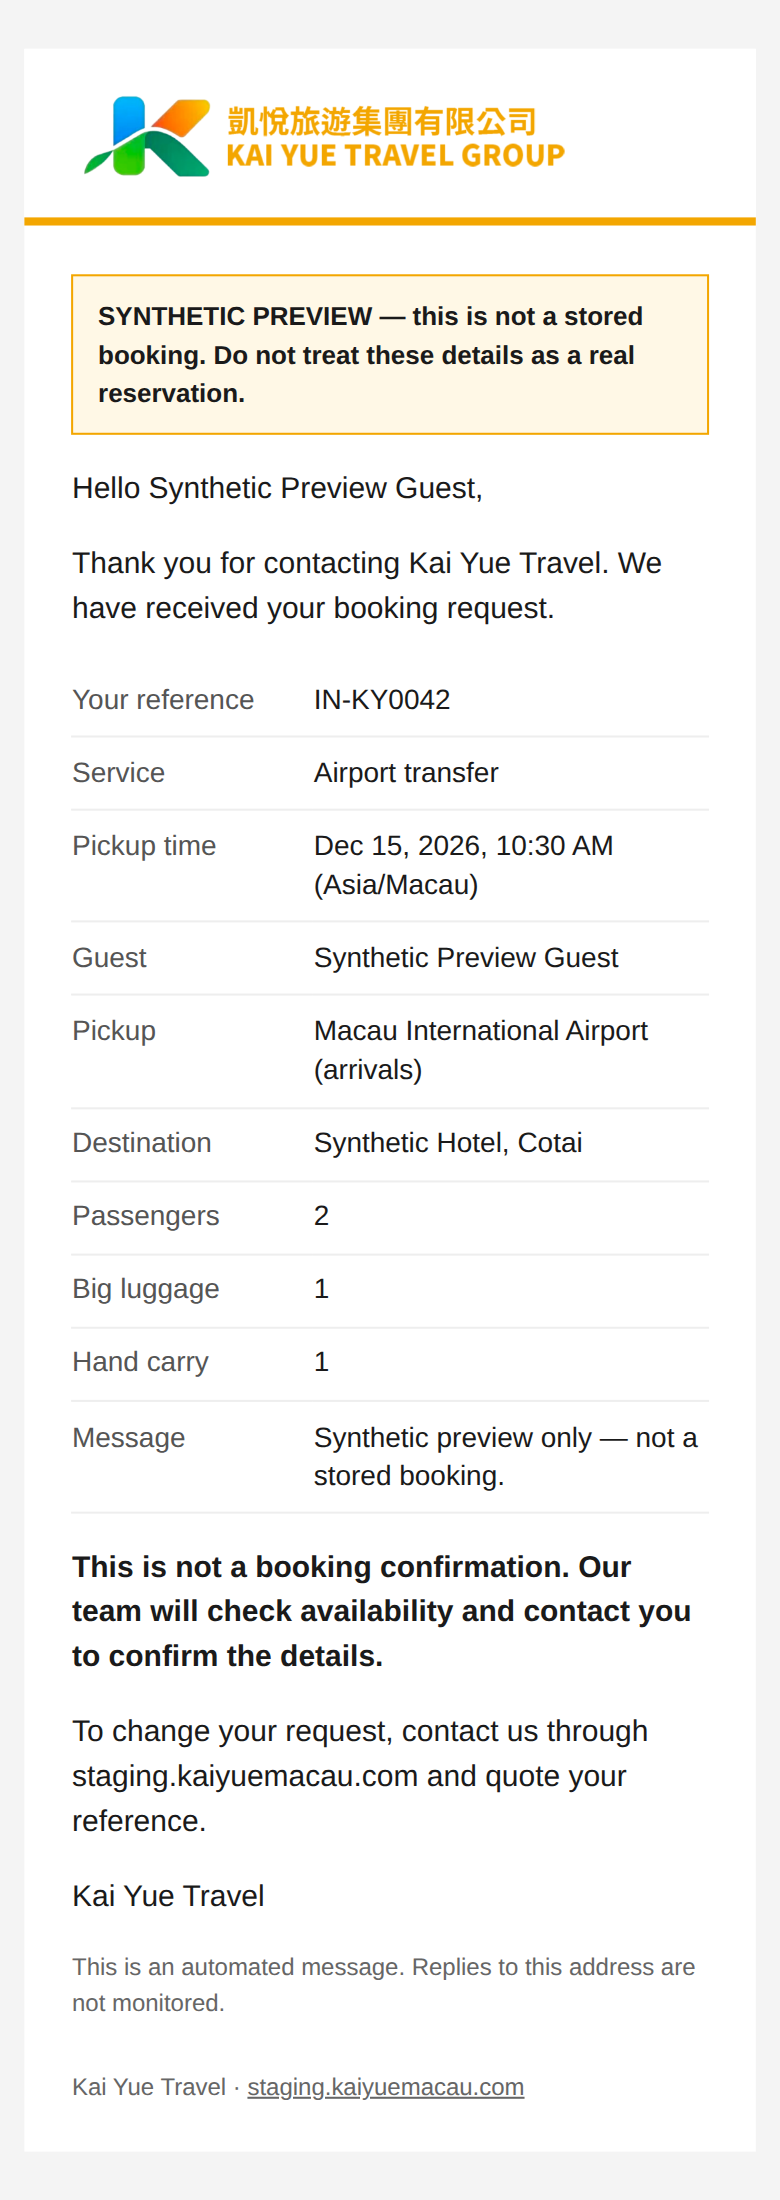 凱悅旅遊集團有限公司
KAI YUE TRAVEL GROUP
SYNTHETIC PREVIEW — this is not a stored
booking. Do not treat these details as a real
reservation.
Hello Synthetic Preview Guest,
Thank you for contacting Kai Yue Travel. We
have received your booking request.
Your reference IN-KY0042
Service Airport transfer
Pickup time Dec 15, 2026, 10:30 AM
(Asia/Macau)
Guest Synthetic Preview Guest
Pickup Macau International Airport
(arrivals)
Destination Synthetic Hotel, Cotai
Passengers 2
Big luggage 1
Hand carry 1
Message Synthetic preview only — not a
stored booking.
This is not a booking confirmation. Our
team will check availability and contact you
to confirm the details.
To change your request, contact us through
staging.kaiyuemacau.com and quote your
reference.
Kai Yue Travel
This is an automated message. Replies to this address are
not monitored.
Kai Yue Travel · staging.kaiyuemacau.com